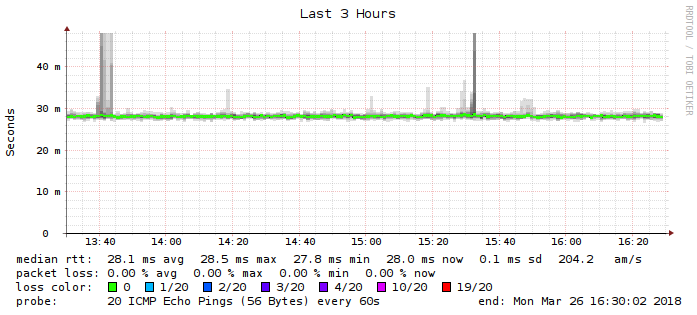 Last 3 Hours
RRDTOOL / TOBI OETIKER
Seconds
40 m
30 m
20 m
10 m
0
13:40 14:00 14:20 14:40 15:00 15:20 15:40 16:00 16:20
median rtt: 28.1 ms avg 28.5 ms max 27.8 ms min 28.0 ms now 0.1 ms sd 204.2 am/s
packet loss: 0.00 % avg 0.00 % max 0.00 % min 0.00 % now
loss color: 0 1/20 2/20 3/20 4/20 10/20 19/20
probe: 20 ICMP Echo Pings (56 Bytes) every 60s end: Mon Mar 26 16:30:02 2018